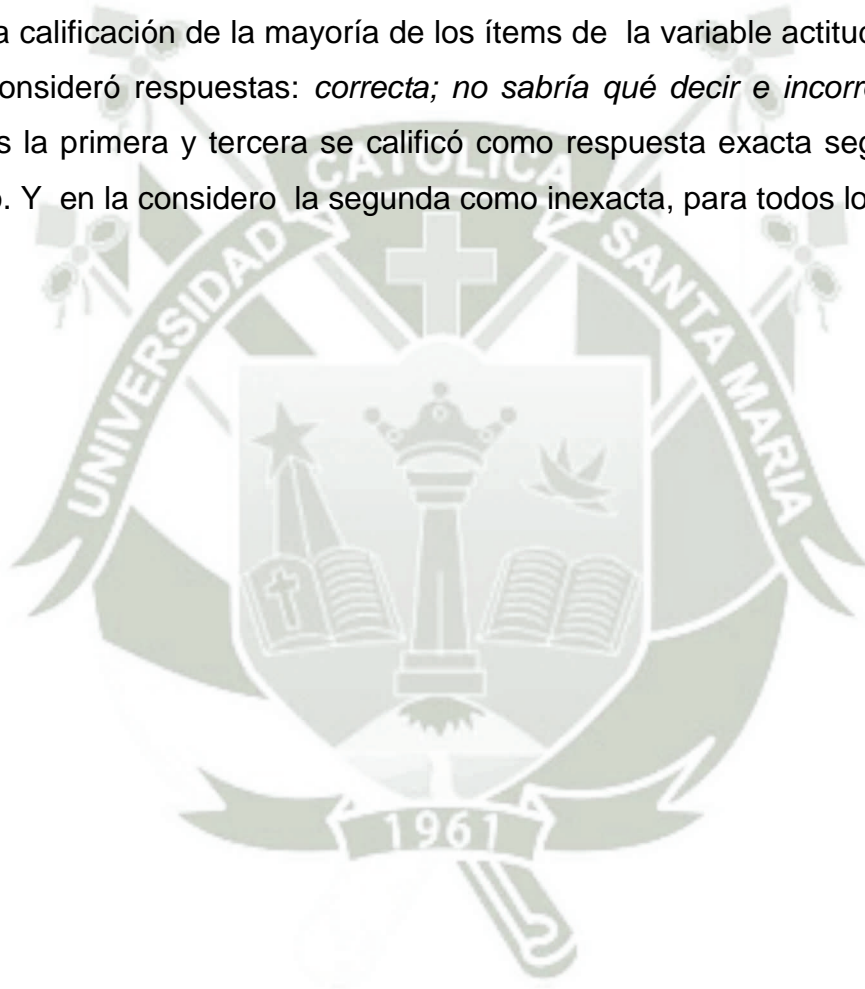 a calificación de la mayoría de los ítems de la variable actitud
onsideró respuestas: correcta; no sabría qué decir e incorre
s la primera y tercera se calificó como respuesta exacta seg
. Y en la considero la segunda como inexacta, para todos lo
UNIVERSIDAD CATOLICA SANTA MARIA
1961